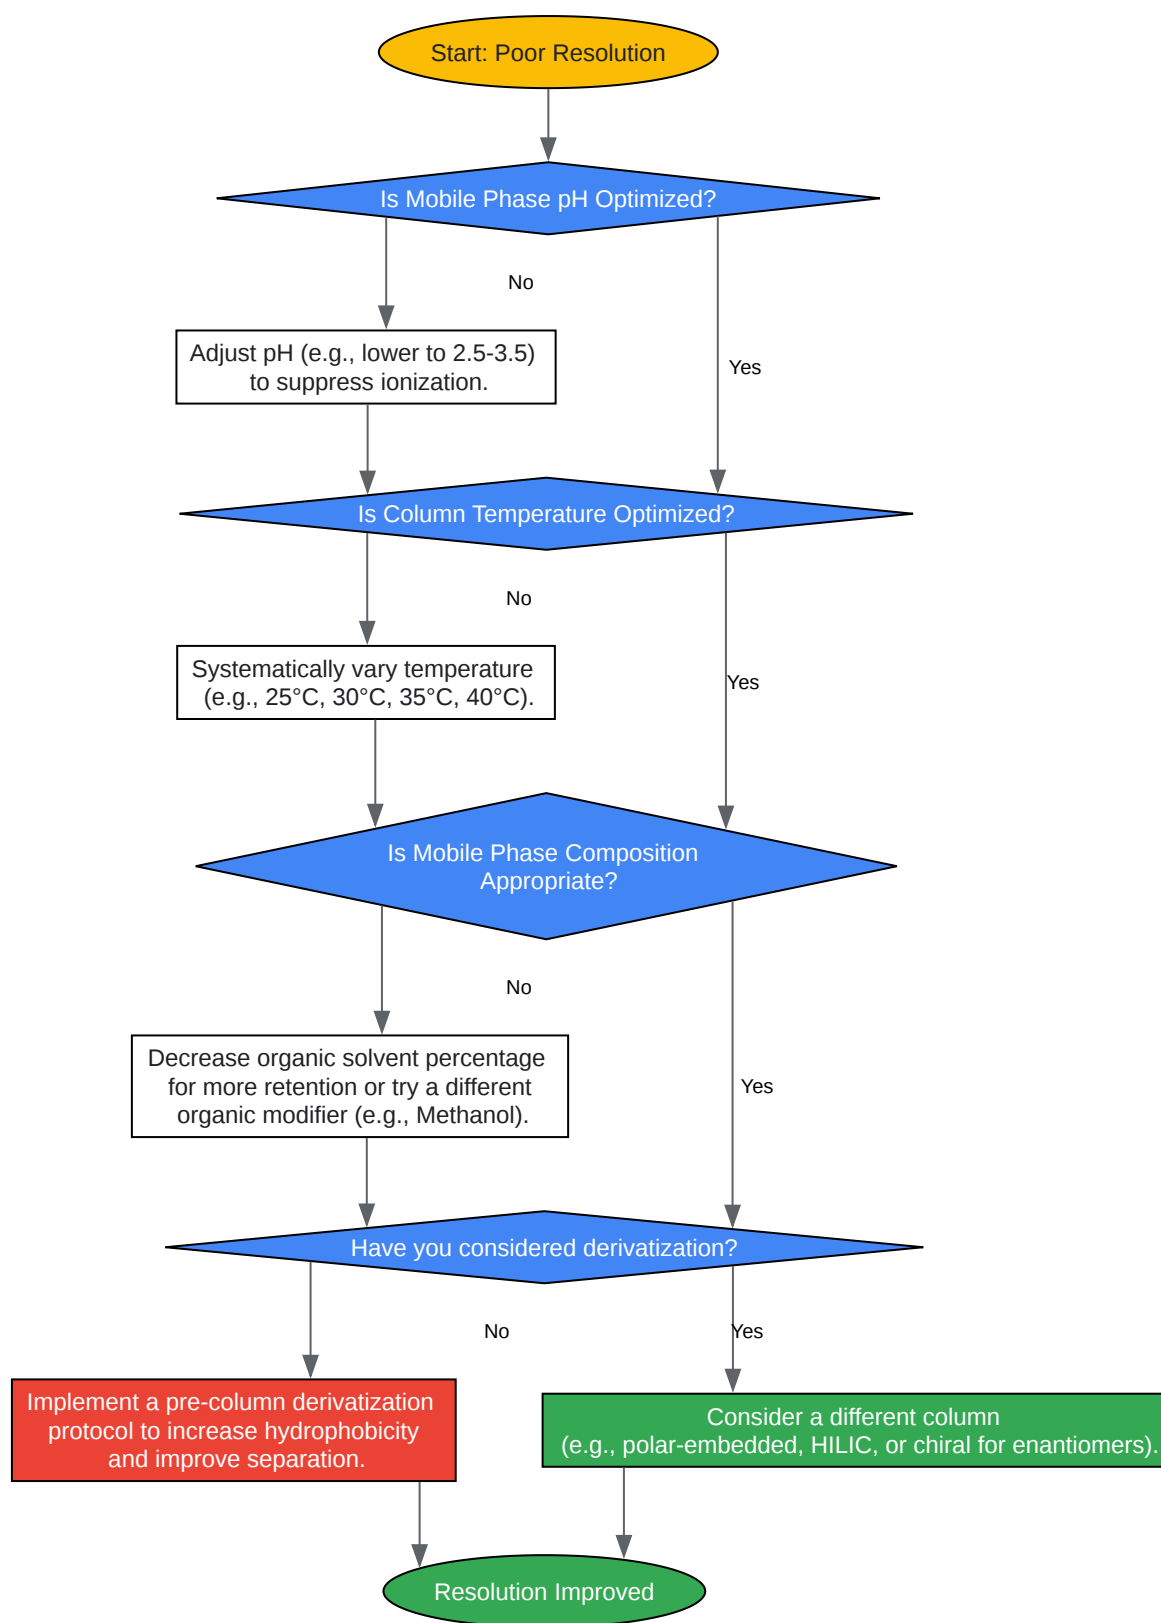 Start: Poor Resolution
Is Mobile Phase pH Optimized?
No
Adjust pH (e.g., lower to 2.5-3.5)
to suppress ionization.
Yes
Is Column Temperature Optimized?
No
Systematically vary temperature
(e.g., 25°C, 30°C, 35°C, 40°C).
Yes
Is Mobile Phase Composition
Appropriate?
No
Decrease organic solvent percentage
for more retention or try a different
organic modifier (e.g., Methanol).
Yes
Have you considered derivatization?
No
Yes
Implement a pre-column derivatization
protocol to increase hydrophobicity
and improve separation.
Consider a different column
(e.g., polar-embedded, HILIC, or chiral for enantiomers).
Resolution Improved